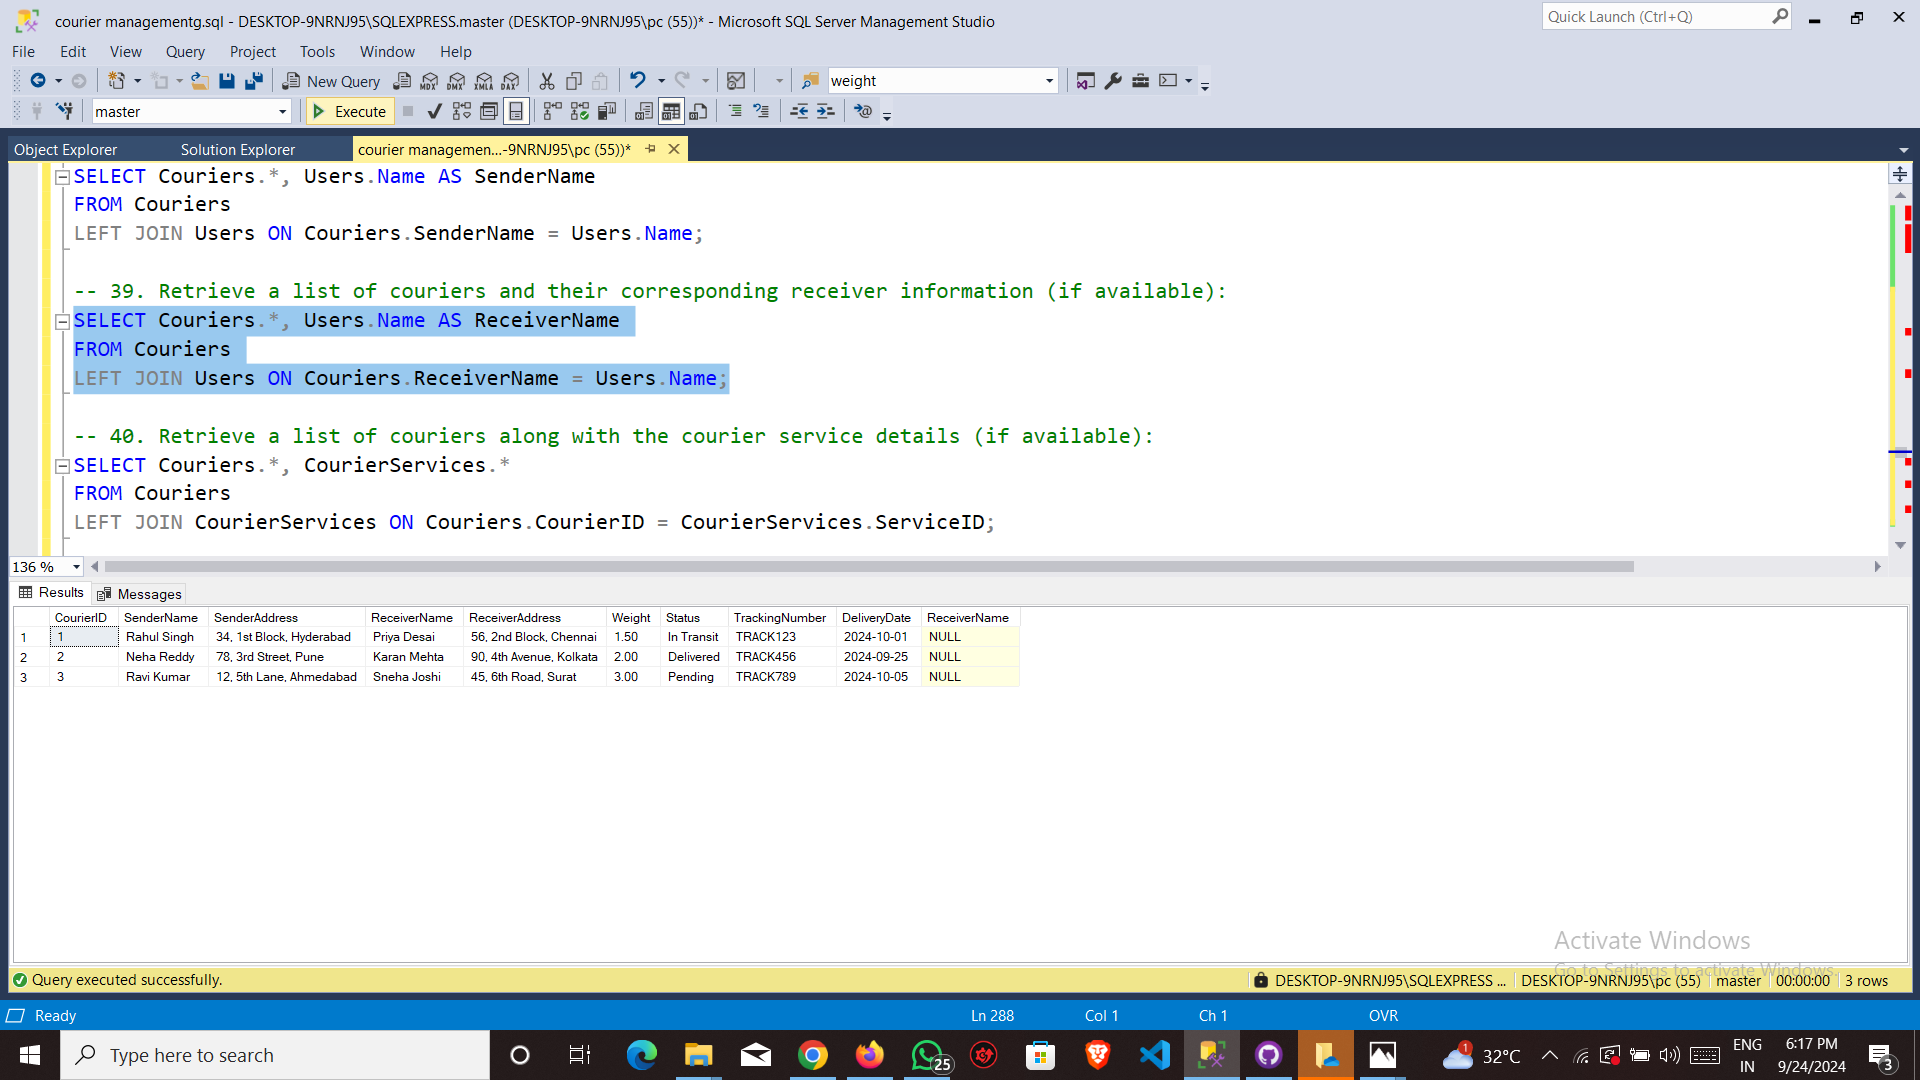 courier managementg.sql - DESKTOP-9NRNJ95\SQLEXPRESS.master (DESKTOP-9NRNJ95\pc (55))* - Microsoft SQL Server Management Studio
Quick Launch (Ctrl+Q)
File Edit View Query Project Tools Window Help
New Query MDX DMX XMLA DAX weight
master Execute
Object Explorer Solution Explorer courier managemen...-9NRNJ95\pc (55))*
SELECT Couriers.*, Users.Name AS SenderName
FROM Couriers
LEFT JOIN Users ON Couriers.SenderName = Users.Name;
-- 39. Retrieve a list of couriers and their corresponding receiver information (if available):
SELECT Couriers.*, Users.Name AS ReceiverName
FROM Couriers
LEFT JOIN Users ON Couriers.ReceiverName = Users.Name;
-- 40. Retrieve a list of couriers along with the courier service details (if available):
SELECT Couriers.*, CourierServices.*
FROM Couriers
LEFT JOIN CourierServices ON Couriers.CourierID = CourierServices.ServiceID;
136 %
Results Messages
CourierID SenderName SenderAddress ReceiverName ReceiverAddress Weight Status TrackingNumber DeliveryDate ReceiverName
1 1 Rahul Singh 34, 1st Block, Hyderabad Priya Desai 56, 2nd Block, Chennai 1.50 In Transit TRACK123 2024-10-01 NULL
2 2 Neha Reddy 78, 3rd Street, Pune Karan Mehta 90, 4th Avenue, Kolkata 2.00 Delivered TRACK456 2024-09-25 NULL
3 3 Ravi Kumar 12, 5th Lane, Ahmedabad Sneha Joshi 45, 6th Road, Surat 3.00 Pending TRACK789 2024-10-05 NULL
Activate Windows
Go to Settings to activate Windows.
Query executed successfully. DESKTOP-9NRNJ95\SQLEXPRESS ... DESKTOP-9NRNJ95\pc (55) master 00:00:00 3 rows
Ready Ln 288 Col 1 Ch 1 OVR
Type here to search 25 1 32°C ENG 6:17 PM
IN 9/24/2024 3